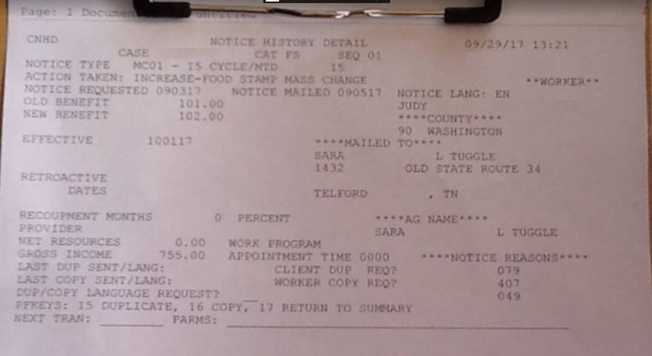 Page: 1 Document
CNHD NOTICE HISTORY DETAIL 09/29/17 13:21
CASE CAT FS SEQ 01
NOTICE TYPE MC01 - I5 CYCLE/MTD 15
ACTION TAKEN: INCREASE-FOOD STAMP MASS CHANGE **WORKER**
NOTICE REQUESTED 090317 NOTICE MAILED 090517 NOTICE LANG: EN
OLD BENEFIT 101.00 JUDY
NEW BENEFIT 102.00 ****COUNTY****
90 WASHINGTON
EFFECTIVE 100117 ****MAILED TO****
SARA L TUGGLE
1432 OLD STATE ROUTE 34
RETROACTIVE
DATES TELFORD , TN
RECOUPMENT MONTHS 0 PERCENT ****AG NAME****
PROVIDER SARA L TUGGLE
NET RESOURCES 0.00 WORK PROGRAM
GROSS INCOME 755.00 APPOINTMENT TIME 0000 ****NOTICE REASONS****
LAST DUP SENT/LANG: CLIENT DUP REQ? 079
LAST COPY SENT/LANG: WORKER COPY REQ? 407
DUP/COPY LANGUAGE REQUEST? __ 049
PFKEYS: 15 DUPLICATE, 16 COPY, 17 RETURN TO SUMMARY
NEXT TRAN: ________ PARMS: ________________________________